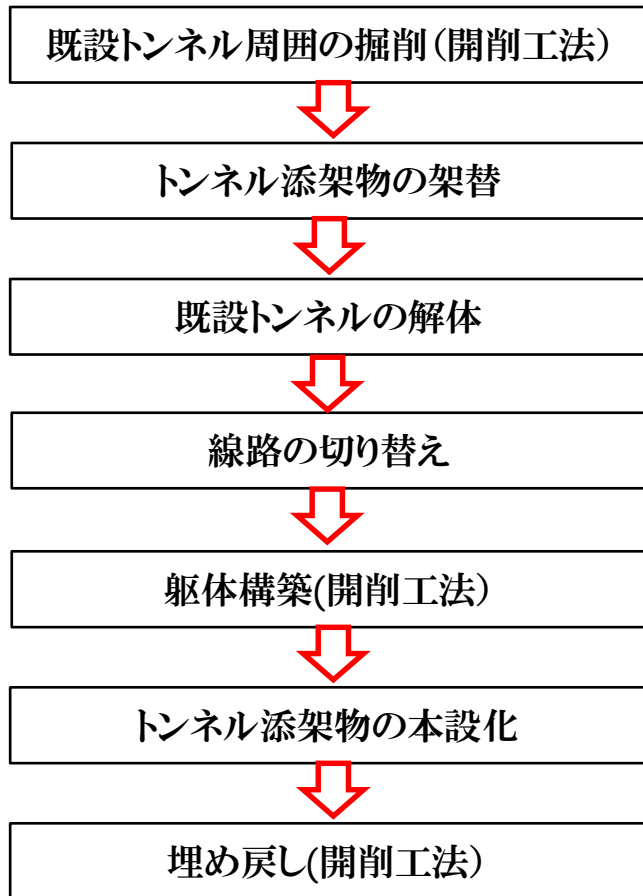 既設トンネル周囲の掘削(開削工法)
トンネル添架物の架替
既設トンネルの解体
線路の切り替え
躯体構築(開削工法)
トンネル添架物の本設化
埋め戻し(開削工法)